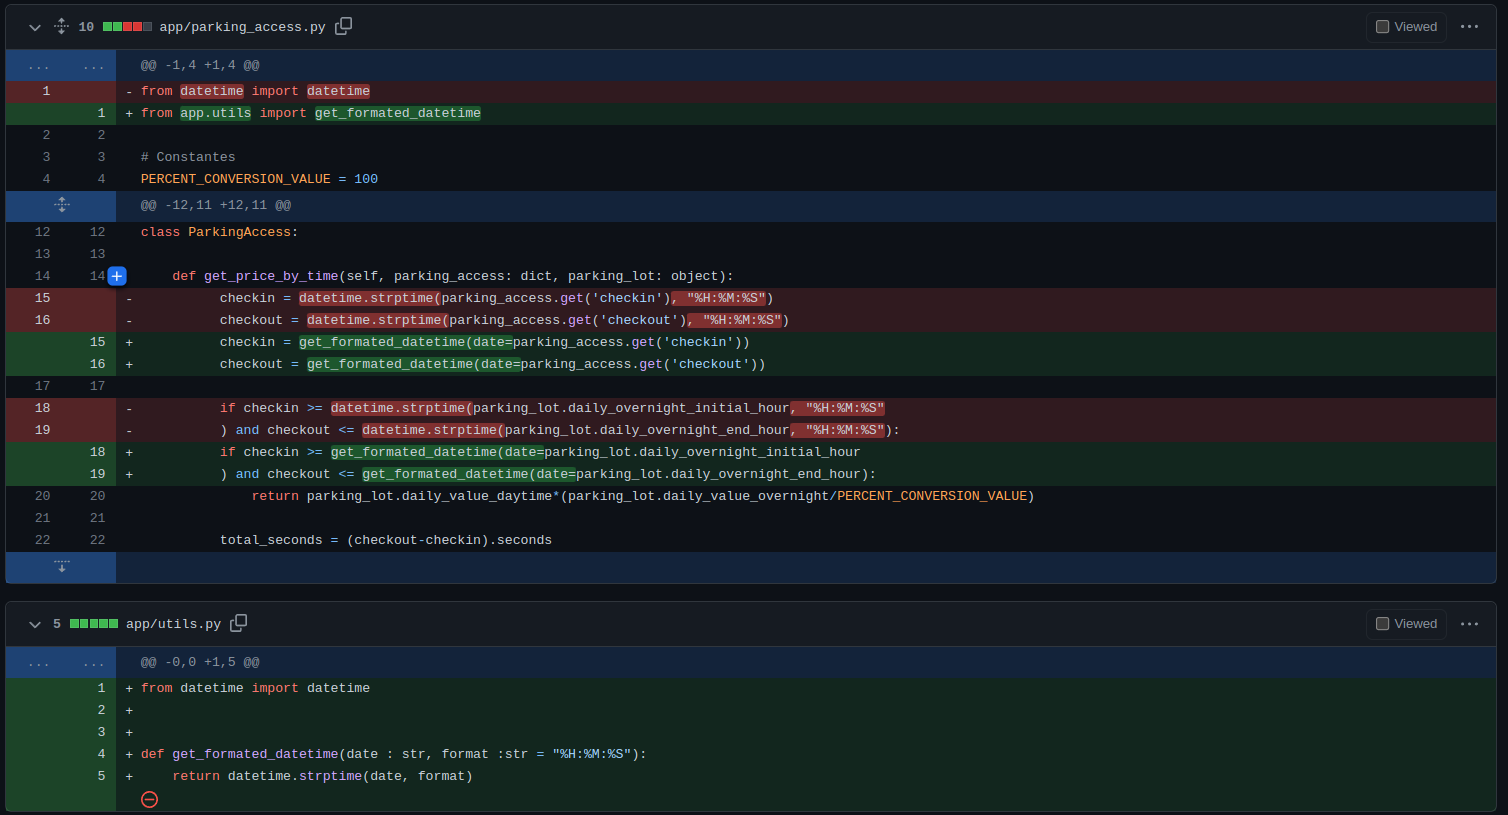 10 app/parking_access.py Viewed ...
... ... @@ -1,4 +1,4 @@
1 - from datetime import datetime
1 + from app.utils import get_formated_datetime
2 2
3 3 # Constantes
4 4 PERCENT_CONVERSION_VALUE = 100
@@ -12,11 +12,11 @@
12 12 class ParkingAccess:
13 13
14 14 + def get_price_by_time(self, parking_access: dict, parking_lot: object):
15 - checkin = datetime.strptime(parking_access.get('checkin'), "%H:%M:%S")
16 - checkout = datetime.strptime(parking_access.get('checkout'), "%H:%M:%S")
15 + checkin = get_formated_datetime(date=parking_access.get('checkin'))
16 + checkout = get_formated_datetime(date=parking_access.get('checkout'))
17 17
18 - if checkin >= datetime.strptime(parking_lot.daily_overnight_initial_hour, "%H:%M:%S"
19 - ) and checkout <= datetime.strptime(parking_lot.daily_overnight_end_hour, "%H:%M:%S"):
18 + if checkin >= get_formated_datetime(date=parking_lot.daily_overnight_initial_hour
19 + ) and checkout <= get_formated_datetime(date=parking_lot.daily_overnight_end_hour):
20 20 return parking_lot.daily_value_daytime*(parking_lot.daily_value_overnight/PERCENT_CONVERSION_VALUE)
21 21
22 22 total_seconds = (checkout-checkin).seconds
5 app/utils.py Viewed ...
... ... @@ -0,0 +1,5 @@
1 + from datetime import datetime
2 +
3 +
4 + def get_formated_datetime(date : str, format :str = "%H:%M:%S"):
5 + return datetime.strptime(date, format)